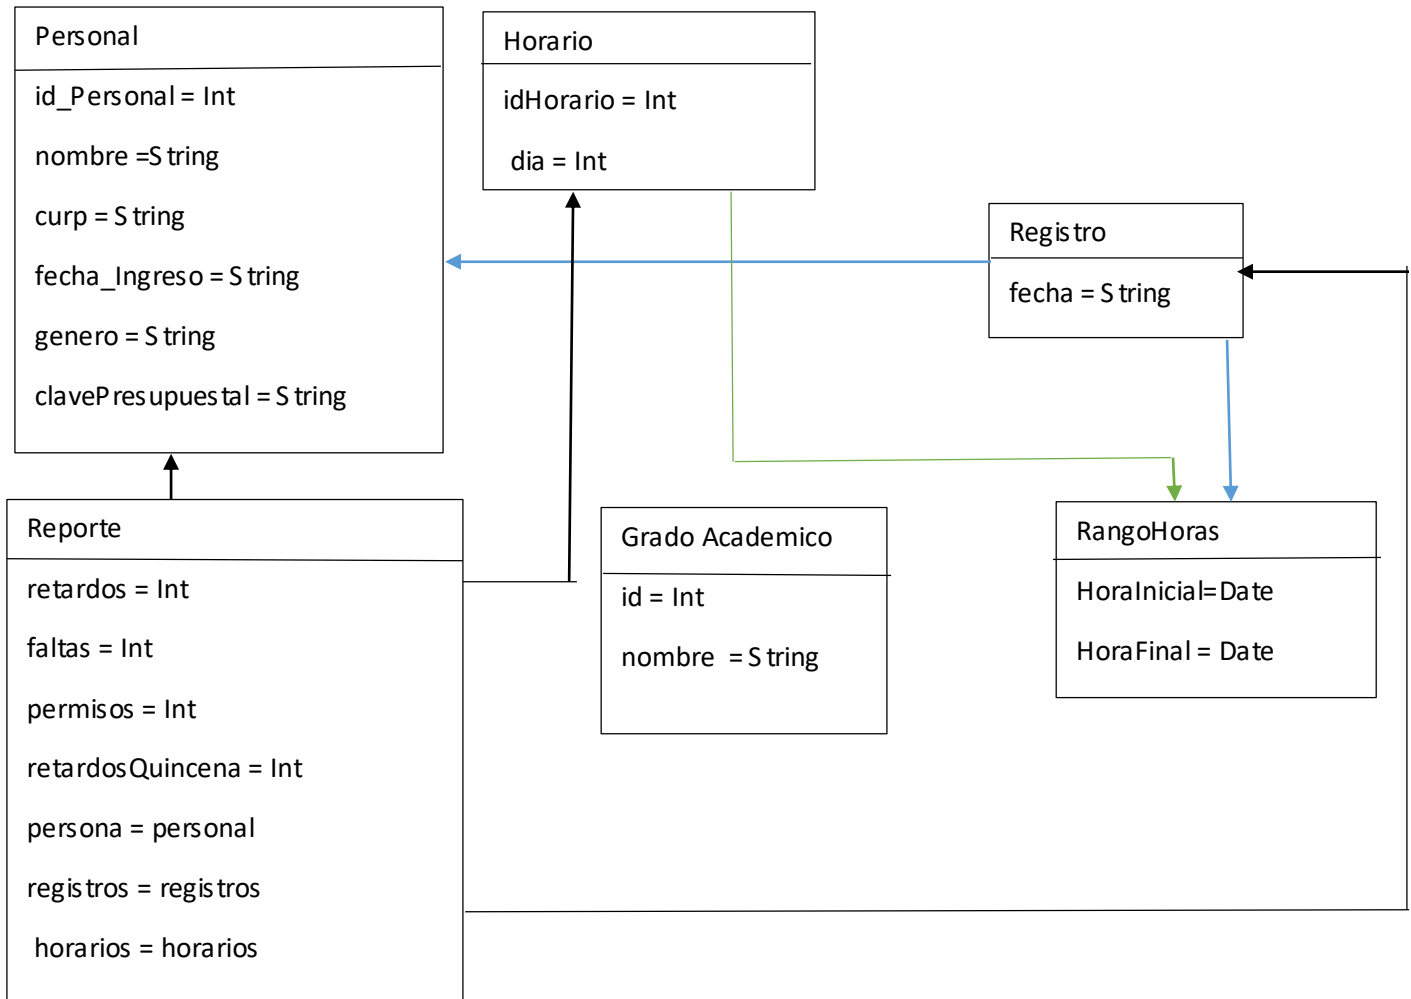 Personal
id_Personal = Int
nombre =String
curp = String
fecha_Ingreso = String
genero = String
clavePresupuestal = String
Horario
idHorario = Int
dia = Int
Registro
fecha = String
Reporte
retardos = Int
faltas = Int
permisos = Int
retardosQuincena = Int
persona = personal
registros = registros
horarios = horarios
Grado Academico
id = Int
nombre = String
RangoHoras
HoraInicial=Date
HoraFinal = Date